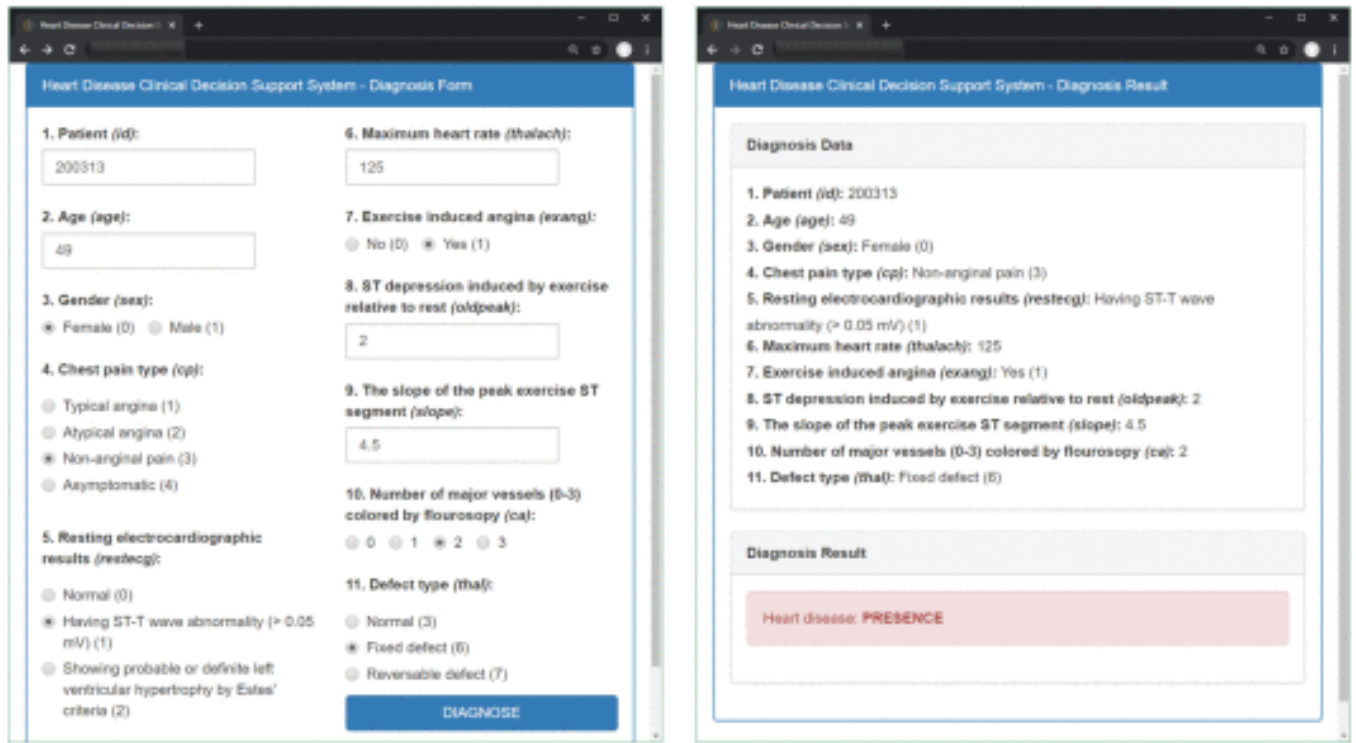 Heart Disease Clinical Decision S
Heart Disease Clinical Decision Support System - Diagnosis Form
1. Patient (id):
200313
2. Age (age):
49
3. Gender (sex):
Female (0) Male (1)
4. Chest pain type (cp):
Typical angina (1)
Atypical angina (2)
Non-anginal pain (3)
Asymptomatic (4)
5. Resting electrocardiographic
results (restecg):
Normal (0)
Having ST-T wave abnormality (> 0.05
mV) (1)
Showing probable or definite left
ventricular hypertrophy by Estes'
criteria (2)
6. Maximum heart rate (thalach):
125
7. Exercise induced angina (exang):
No (0) Yes (1)
8. ST depression induced by exercise
relative to rest (oldpeak):
2
9. The slope of the peak exercise ST
segment (slope):
4.5
10. Number of major vessels (0-3)
colored by flourosopy (ca):
0 1 2 3
11. Defect type (thal):
Normal (3)
Fixed defect (6)
Reversable defect (7)
DIAGNOSE
Heart Disease Clinical Decision S
Heart Disease Clinical Decision Support System - Diagnosis Result
Diagnosis Data
1. Patient (id): 200313
2. Age (age): 49
3. Gender (sex): Female (0)
4. Chest pain type (cp): Non-anginal pain (3)
5. Resting electrocardiographic results (restecg): Having ST-T wave
abnormality (> 0.05 mV) (1)
6. Maximum heart rate (thalach): 125
7. Exercise induced angina (exang): Yes (1)
8. ST depression induced by exercise relative to rest (oldpeak): 2
9. The slope of the peak exercise ST segment (slope): 4.5
10. Number of major vessels (0-3) colored by flourosopy (ca): 2
11. Defect type (thal): Fixed defect (6)
Diagnosis Result
Heart disease: PRESENCE